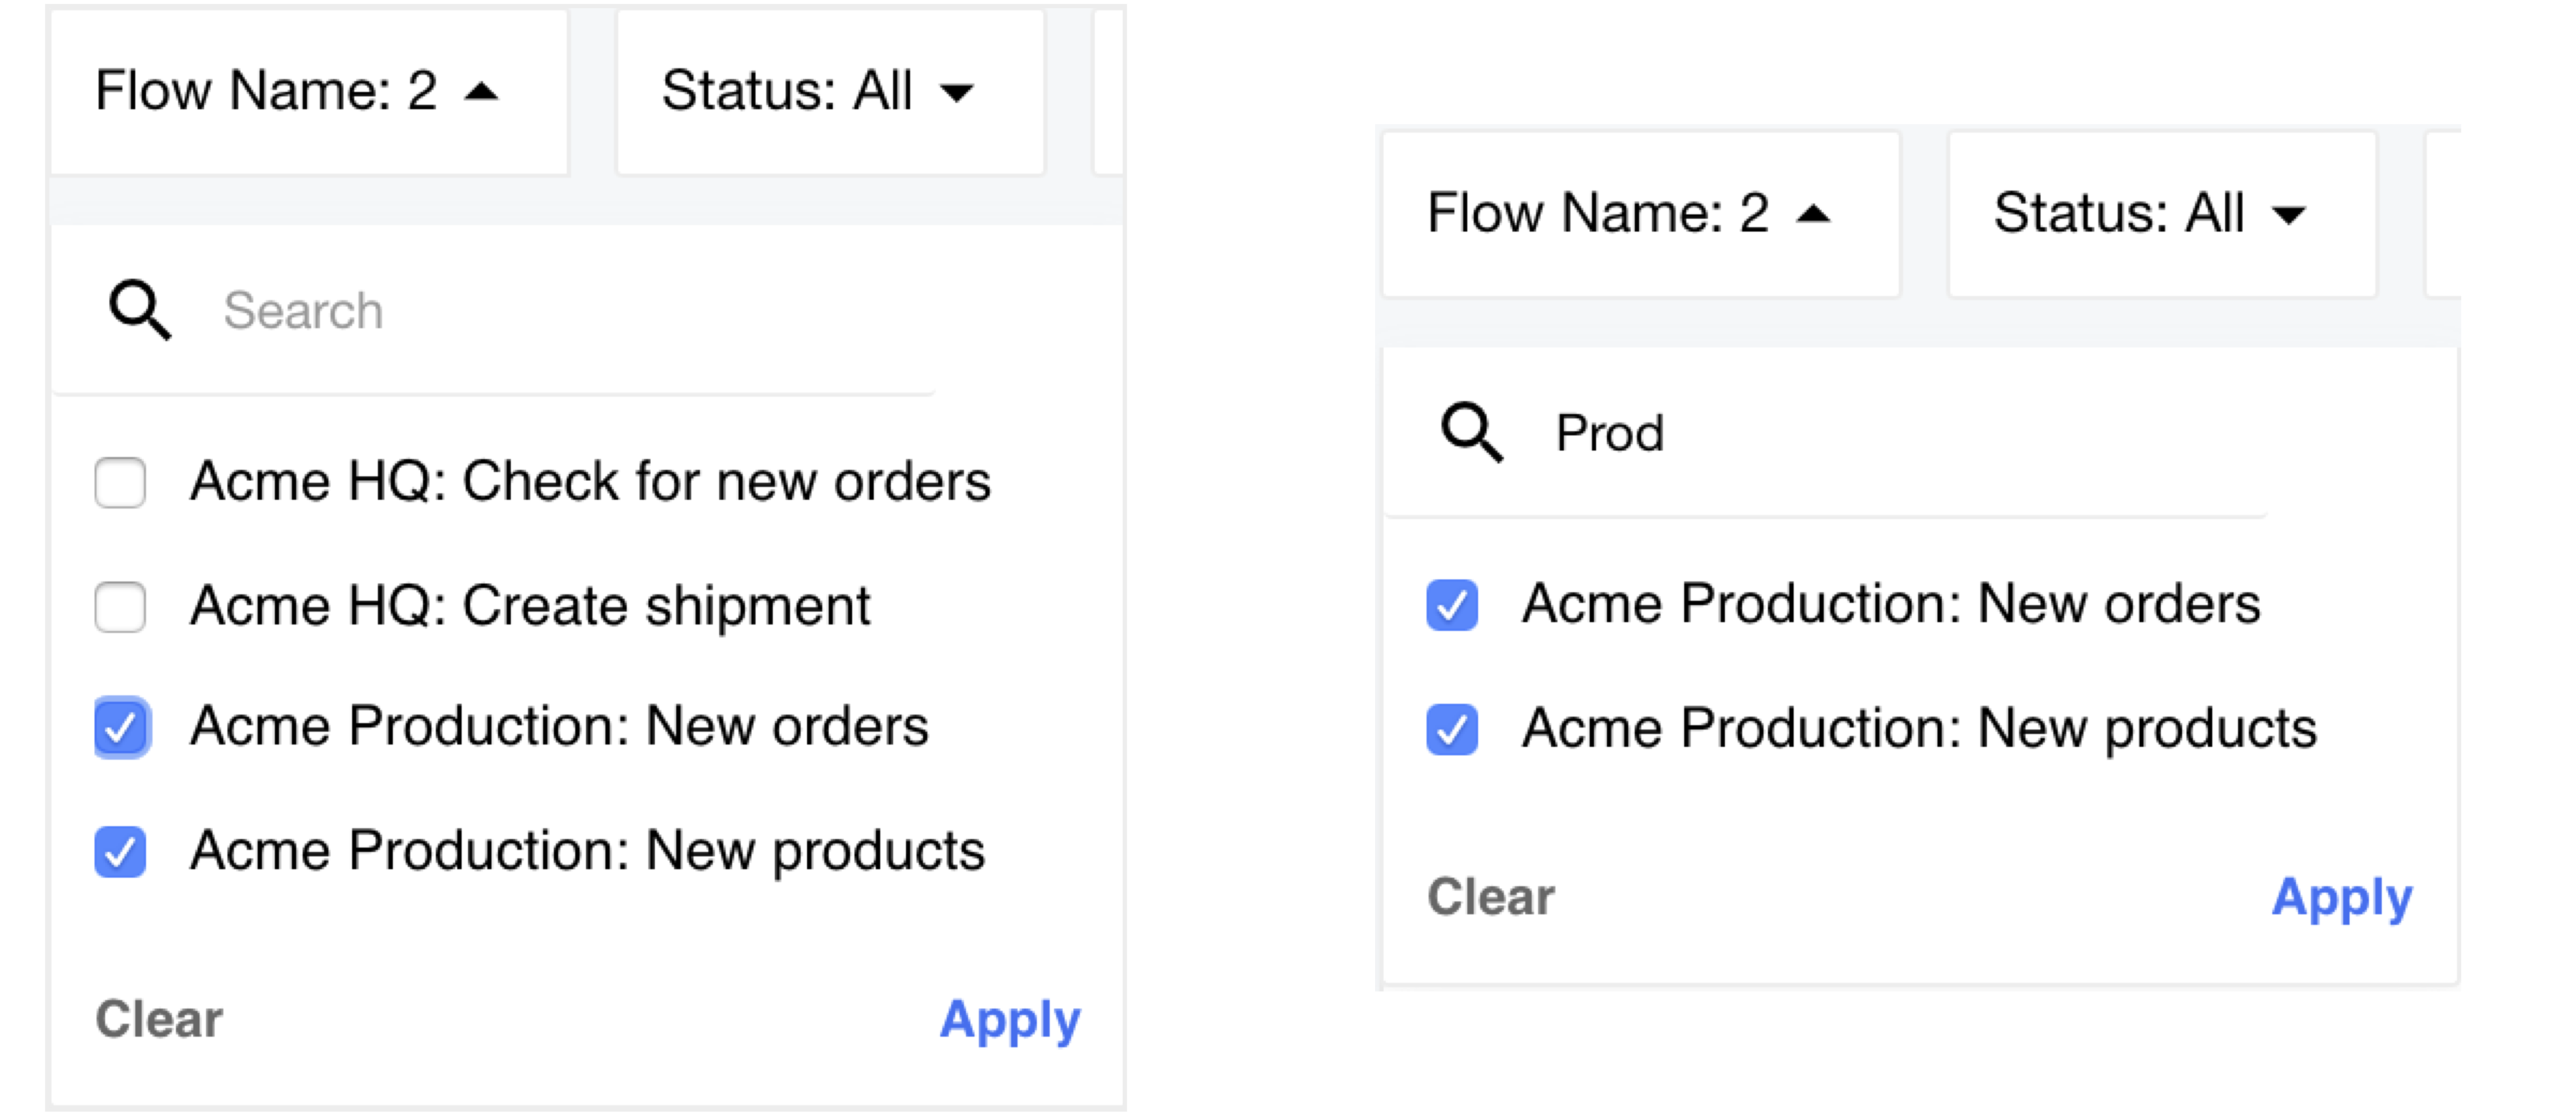 Flow Name: 2
Status: All
Search
Acme HQ: Check for new orders
Acme HQ: Create shipment
Acme Production: New orders
Acme Production: New products
Clear
Apply
Flow Name: 2
Status: All
Prod
Acme Production: New orders
Acme Production: New products
Clear
Apply